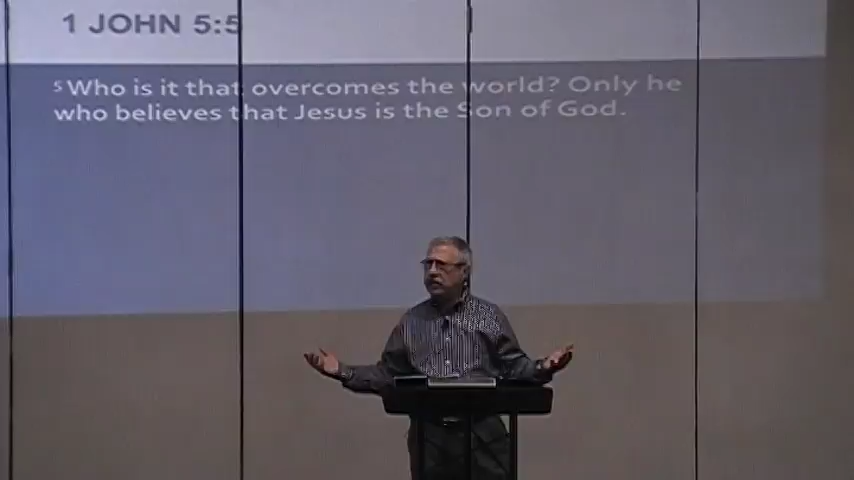 1 JOHN 5:5
5 Who is it that overcomes the world? Only he
who believes that Jesus is the Son of God.